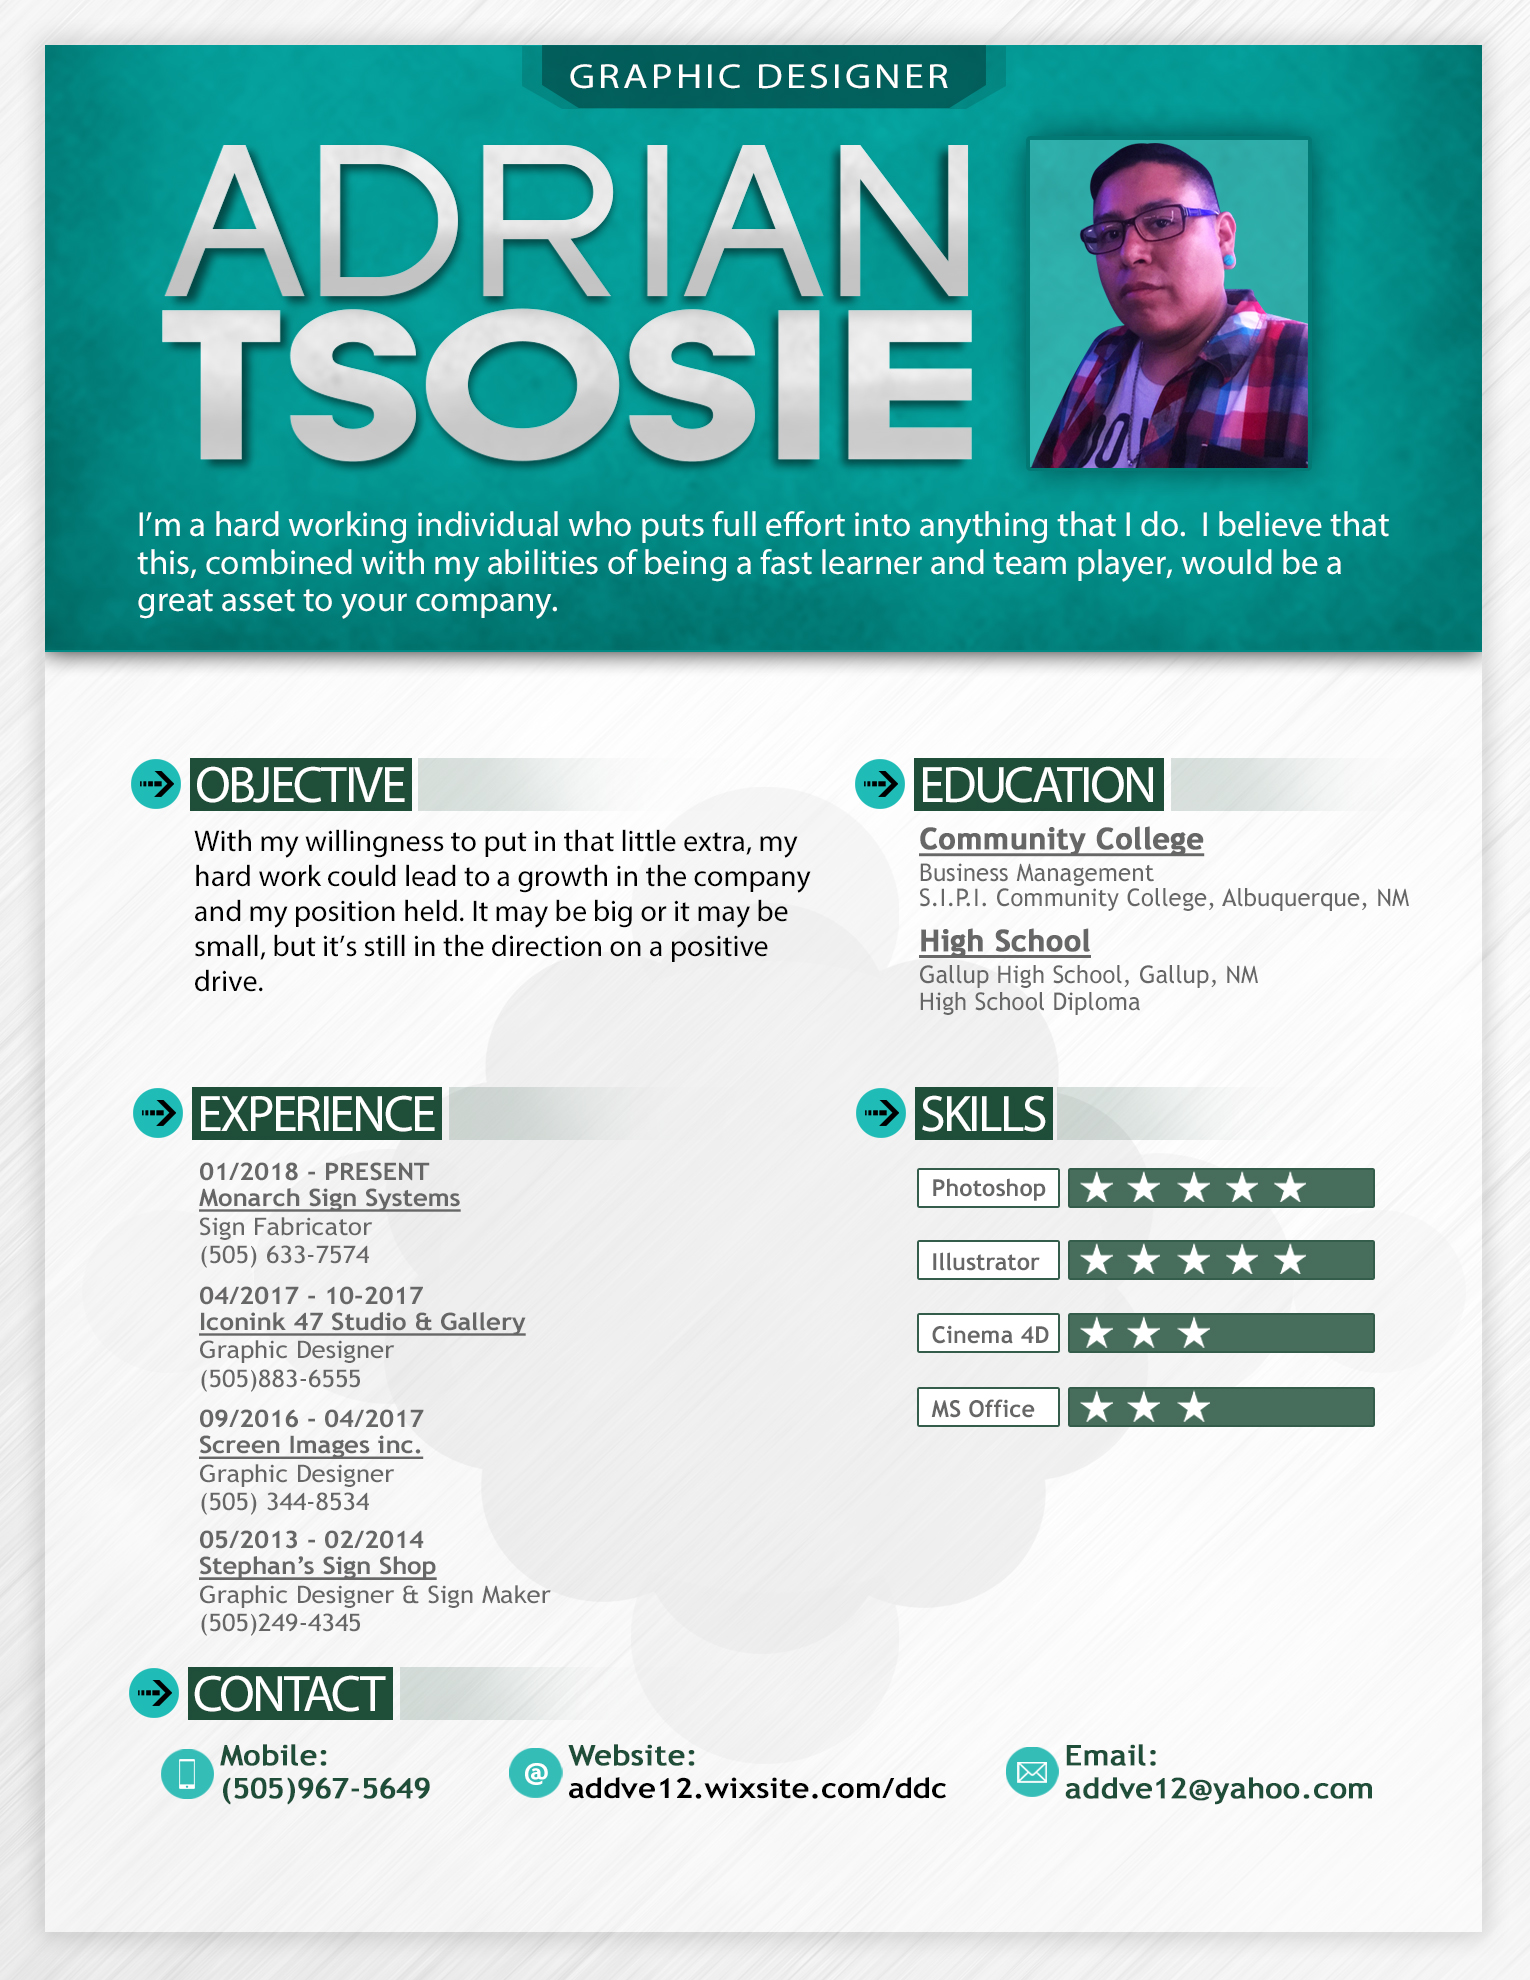 GRAPHIC DESIGNER
ADRIAN
TSOSIE
I'm a hard working individual who puts full effort into anything that I do.  I believe that
this, combined with my abilities of being a fast learner and team player, would be a
great asset to your company.
OBJECTIVE
With my willingness to put in that little extra, my
hard work could lead to a growth in the company
and my position held. It may be big or it may be
small, but it's still in the direction on a positive
drive.
EDUCATION
Community College
Business Management
S.I.P.I. Community College, Albuquerque, NM
High School
Gallup High School, Gallup, NM
High School Diploma
EXPERIENCE
01/2018 - PRESENT
Monarch Sign Systems
Sign Fabricator
(505) 633-7574
04/2017 - 10-2017
Iconink 47 Studio & Gallery
Graphic Designer
(505)883-6555
09/2016 - 04/2017
Screen Images inc.
Graphic Designer
(505) 344-8534
05/2013 - 02/2014
Stephan's Sign Shop
Graphic Designer & Sign Maker
(505)249-4345
SKILLS
Photoshop
Illustrator
Cinema 4D
MS Office
CONTACT
Mobile:
(505)967-5649
Website:
addve12.wixsite.com/ddc
Email:
addve12@yahoo.com